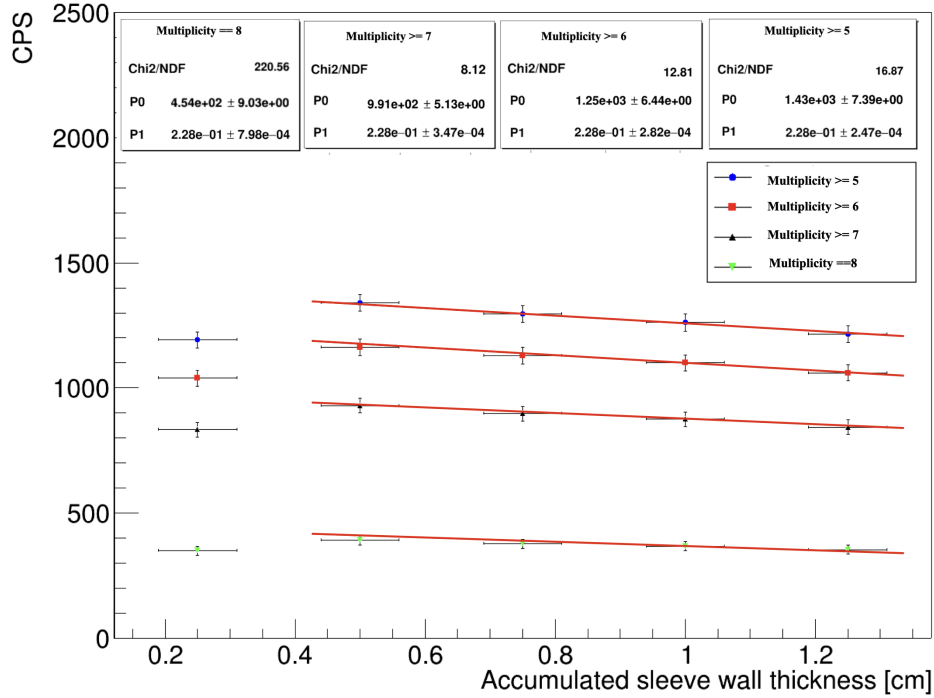 CPS
2500
2000
1500
1000
500
0
Multiplicity == 8
Chi2/NDF 220.56
P0 4.54e+02 ± 9.03e+00
P1 2.28e−01 ± 7.98e−04
Multiplicity >= 7
Chi2/NDF 8.12
P0 9.91e+02 ± 5.13e+00
P1 2.28e−01 ± 3.47e−04
Multiplicity >= 6
Chi2/NDF 12.81
P0 1.25e+03 ± 6.44e+00
P1 2.28e−01 ± 2.82e−04
Multiplicity >= 5
Chi2/NDF 16.87
P0 1.43e+03 ± 7.39e+00
P1 2.28e−01 ± 2.47e−04
Multiplicity >= 5
Multiplicity >= 6
Multiplicity >= 7
Multiplicity ==8
0.2 0.4 0.6 0.8 1 1.2
Accumulated sleeve wall thickness [cm]